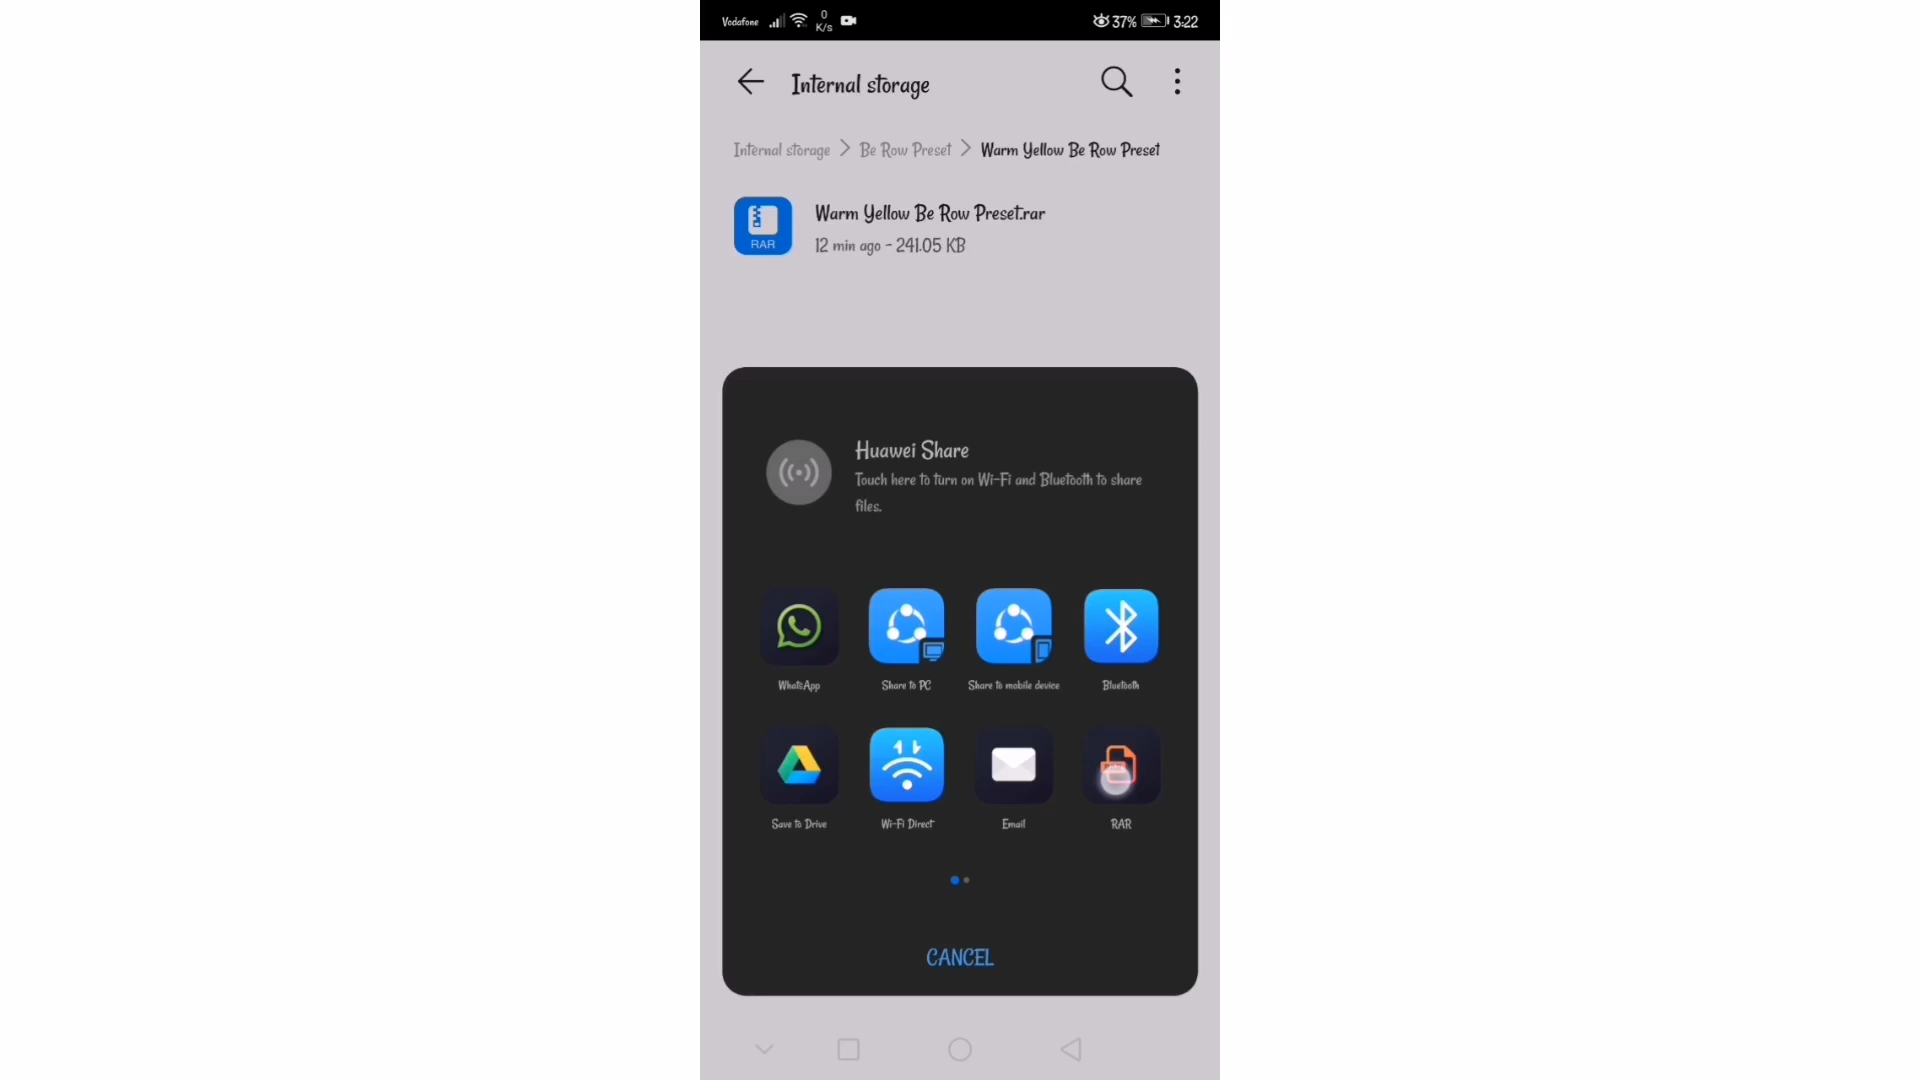 Vodafone 0 K/s 37% 3:22
Internal storage
Internal storage > Be Row Preset > Warm Yellow Be Row Preset
RAR
Warm Yellow Be Row Preset.rar
12 min ago - 241.05 KB
Huawei Share
Touch here to turn on Wi-Fi and Bluetooth to share
files.
WhatsApp Share to PC Share to mobile device Bluetooth
Save to Drive Wi-Fi Direct Email RAR
CANCEL